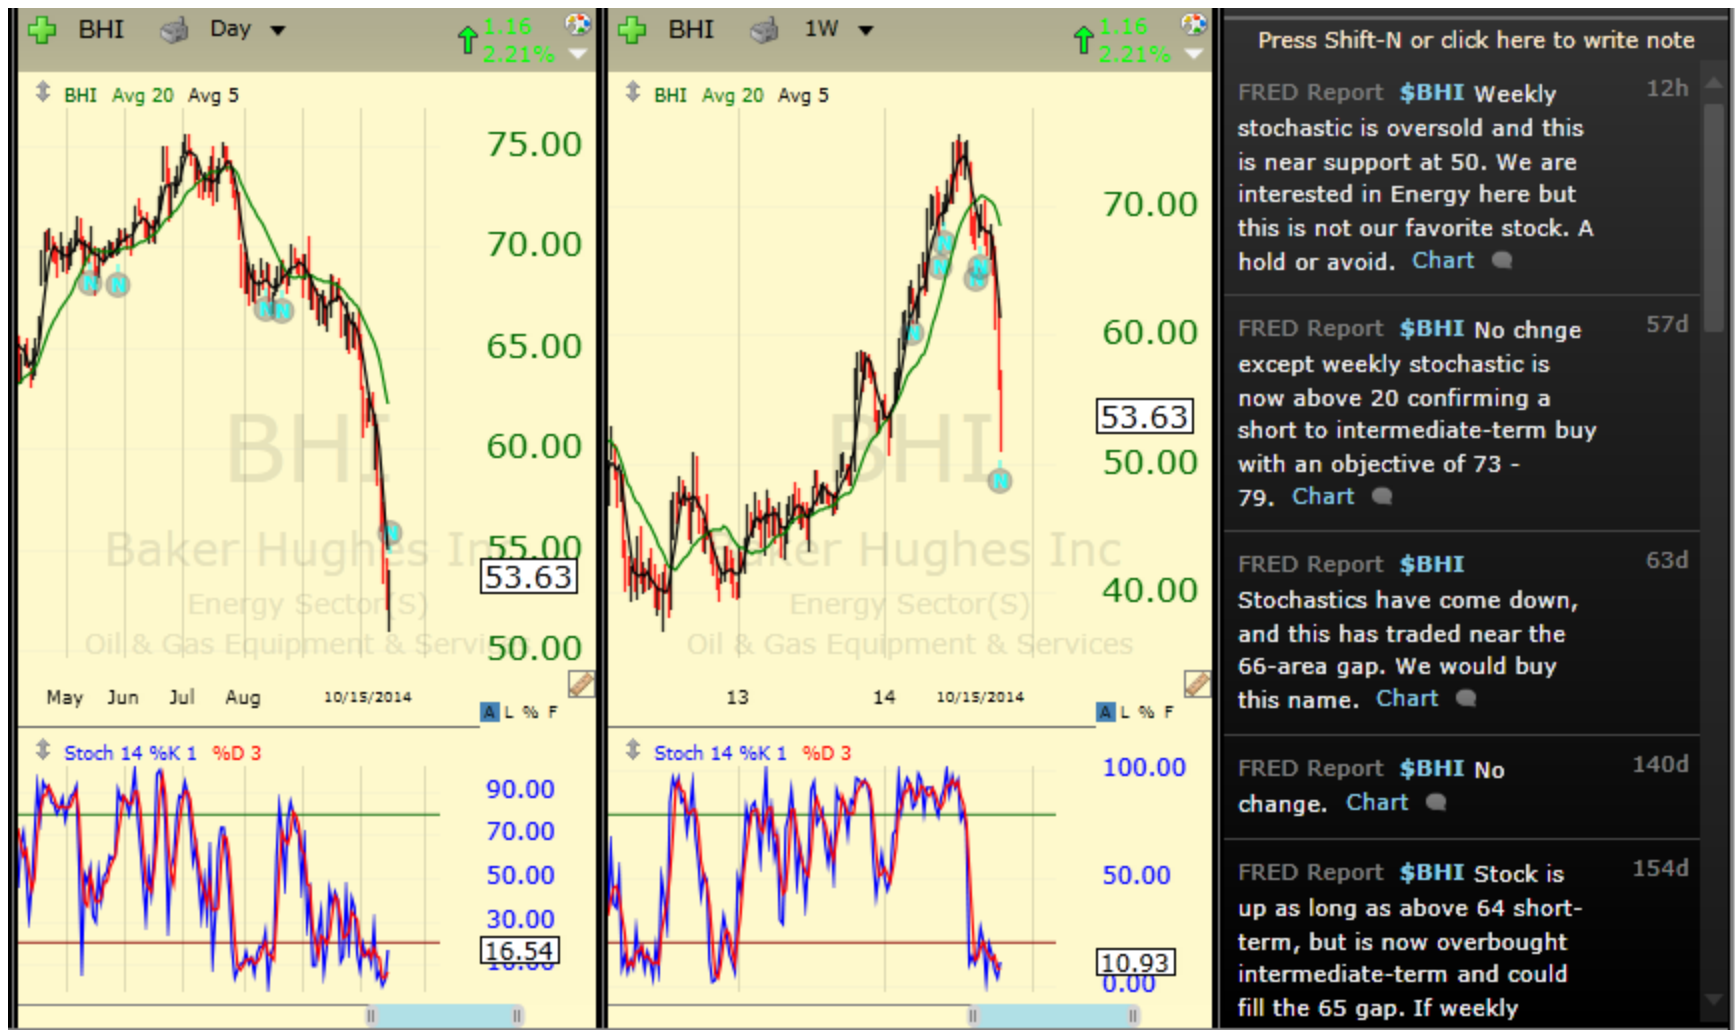 BHI Day 1.16
2.21%
BHI Avg 20 Avg 5
75.00
70.00
65.00
60.00
55.00
53.63
50.00
BHI
Baker Hughes Inc
Energy Sector(S)
Oil & Gas Equipment & Services
N N N N N
May Jun Jul Aug 10/15/2014
A L % F
Stoch 14 %K 1 %D 3
90.00
70.00
50.00
30.00
16.54
10.00
BHI 1W 1.16
2.21%
BHI Avg 20 Avg 5
70.00
60.00
53.63
50.00
40.00
BHI
Baker Hughes Inc
Energy Sector(S)
Oil & Gas Equipment & Services
N N N N N N
13 14 10/15/2014
A L % F
Stoch 14 %K 1 %D 3
100.00
50.00
10.93
0.00
Press Shift-N or click here to write note
FRED Report $BHI Weekly 12h
stochastic is oversold and this
is near support at 50. We are
interested in Energy here but
this is not our favorite stock. A
hold or avoid. Chart
FRED Report $BHI No chnge 57d
except weekly stochastic is
now above 20 confirming a
short to intermediate-term buy
with an objective of 73 -
79. Chart
FRED Report $BHI 63d
Stochastics have come down,
and this has traded near the
66-area gap. We would buy
this name. Chart
FRED Report $BHI No 140d
change. Chart
FRED Report $BHI Stock is 154d
up as long as above 64 short-
term, but is now overbought
intermediate-term and could
fill the 65 gap. If weekly